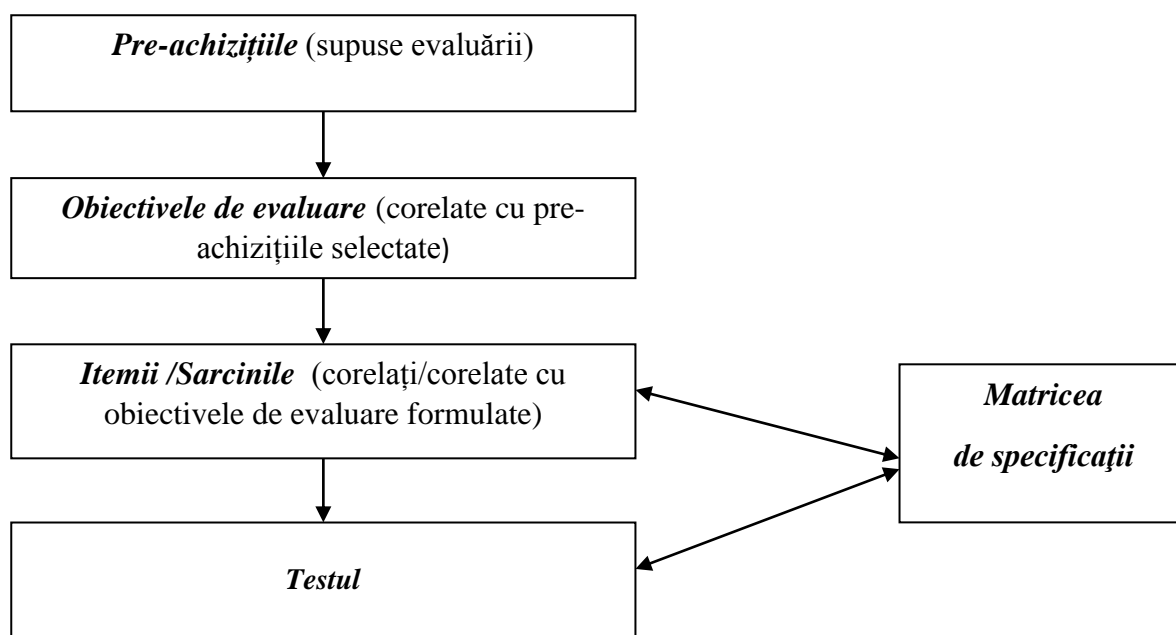 Pre-achizițiile (supuse evaluării)
Obiectivele de evaluare (corelate cu pre-
achizițiile selectate)
Itemii /Sarcinile (corelați/corelate cu
obiectivele de evaluare formulate)
Matricea
de specificaţii
Testul